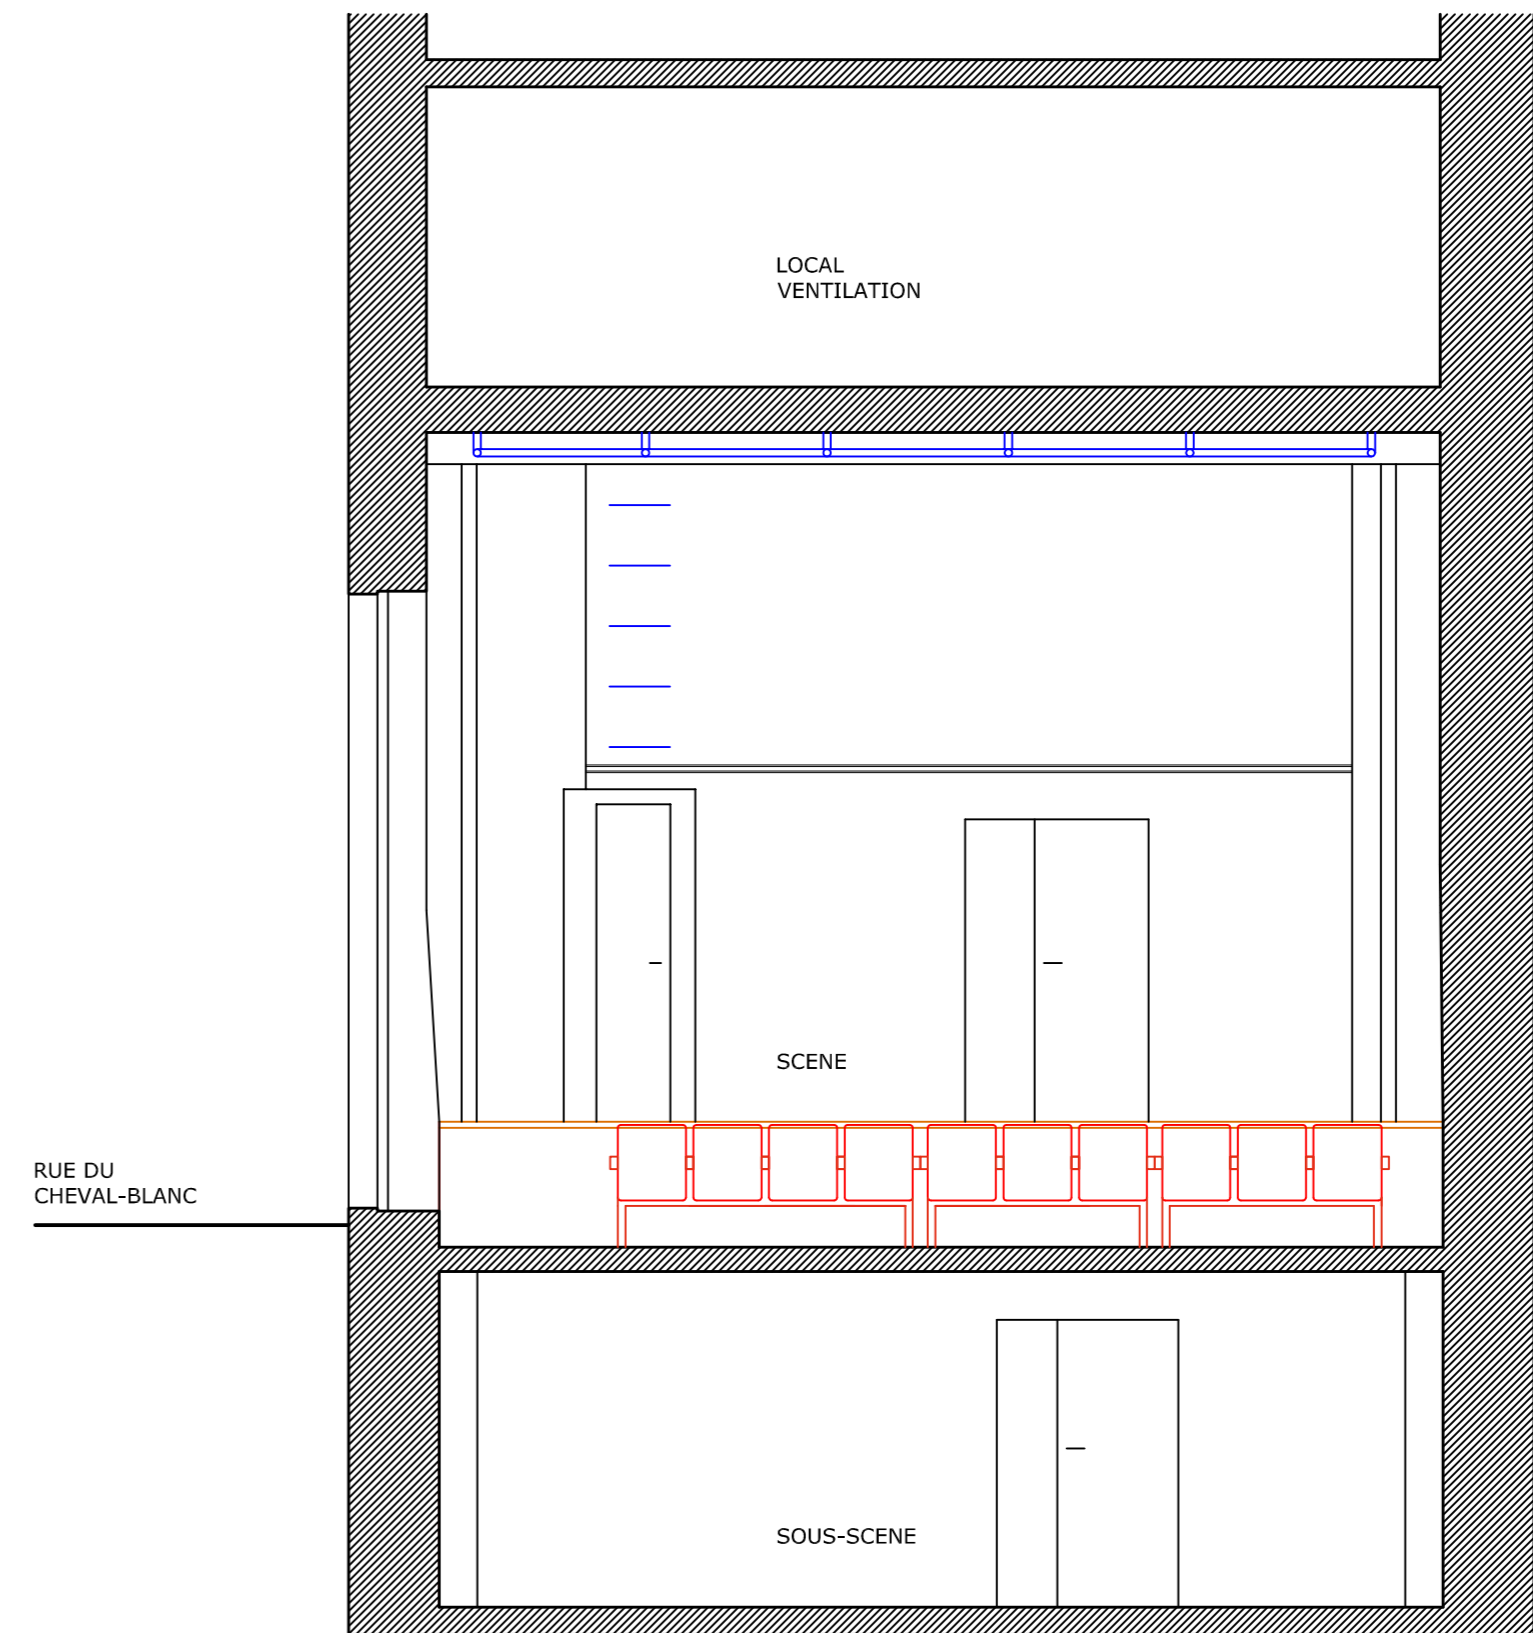 LOCAL
VENTILATION
SCENE
RUE DU
CHEVAL-BLANC
SOUS-SCENE